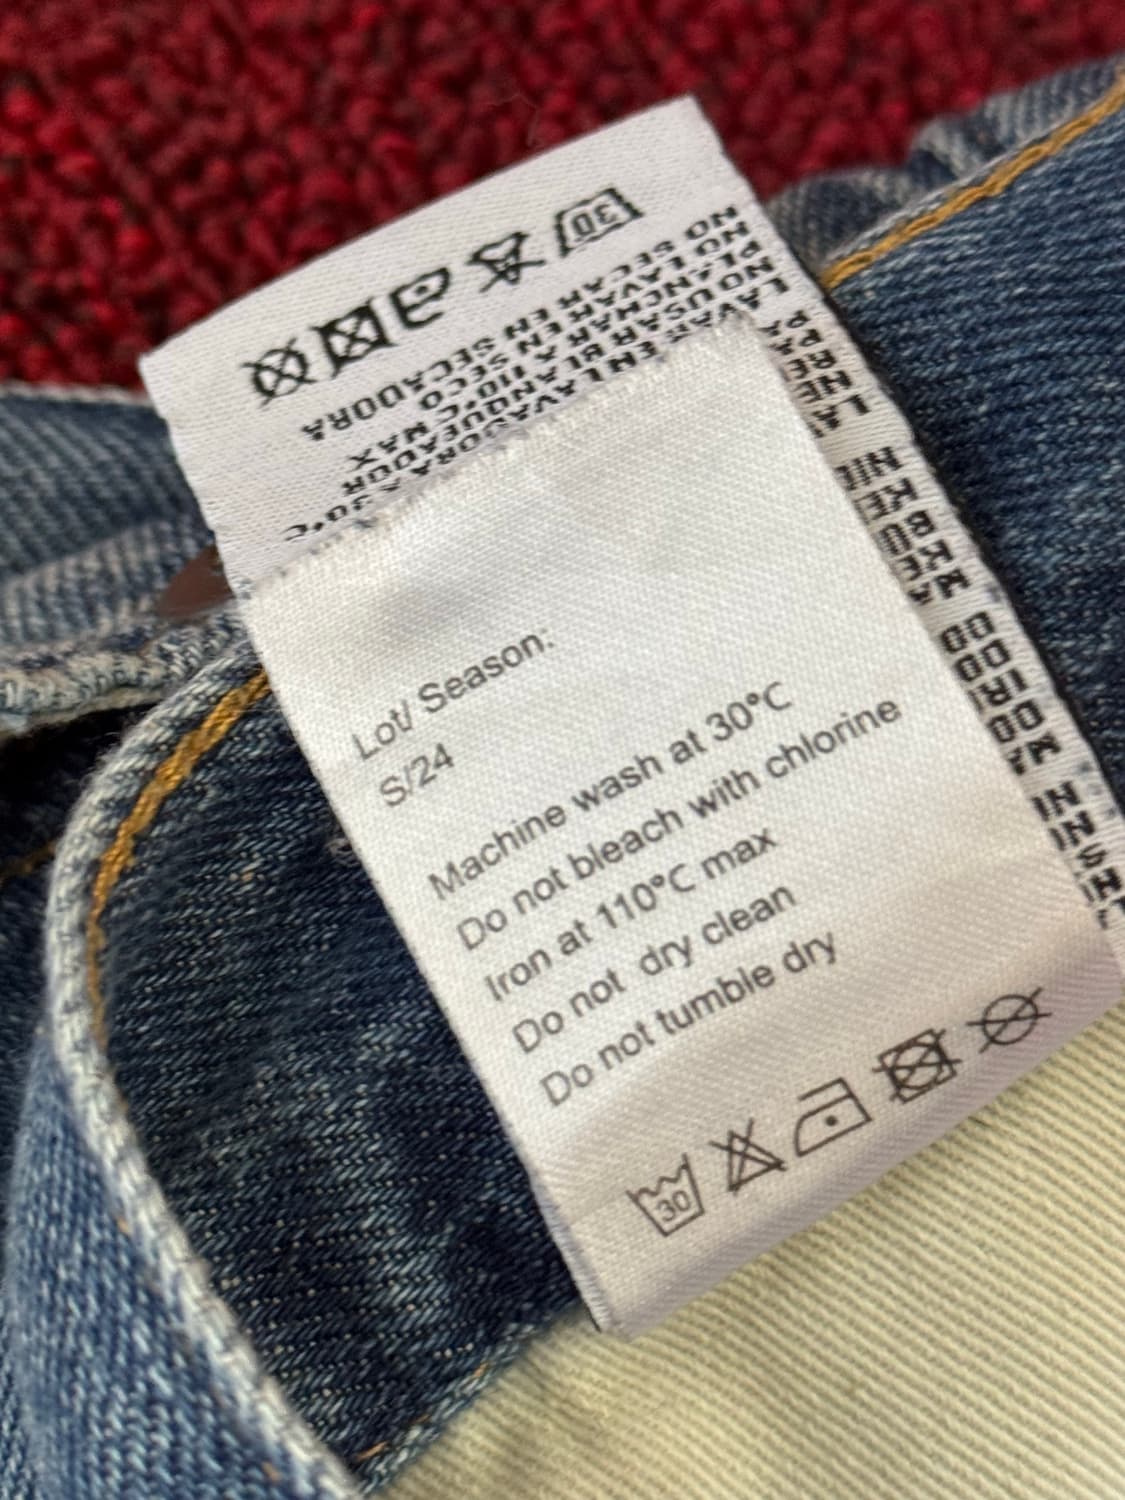 Lot/ Season:
S/24
Machine wash at 30°C
Do not bleach with chlorine
Iron at 110°C max
Do not  dry clean
Do not tumble dry
30
30
NO SECAR EN SECADORA
NO LAVAR EN SECO
PLANCHAR A 110°C MAX
NO USAR BLANQUEADOR
LAVAR EN LAVADORA A 30°C